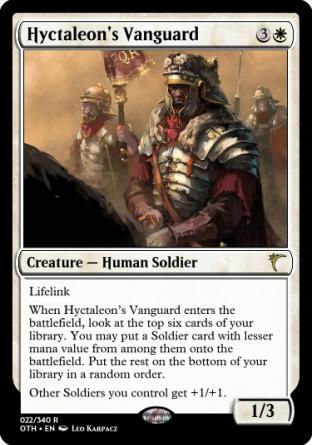 Hyctaleon's Vanguard 3
QR
Creature — Human Soldier
Lifelink
When Hyctaleon's Vanguard enters the
battlefield, look at the top six cards of your
library. You may put a Soldier card with lesser
mana value from among them onto the
battlefield. Put the rest on the bottom of your
library in a random order.
Other Soldiers you control get +1/+1.
1/3
022/340 R
OTH • EN Leo Karpacz